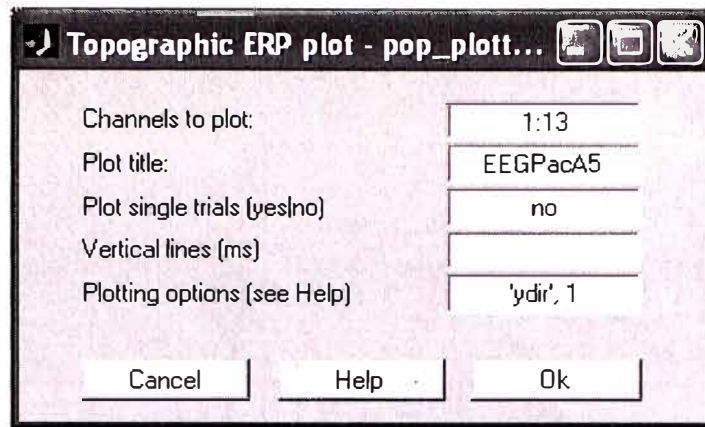 Topographic ERP plot - pop_plott...
Channels to plot: 1:13
Plot title: EEGPacA5
Plot single trials (yes|no) no
Vertical lines (ms)
Plotting options (see Help) 'ydir', 1
Cancel Help Ok